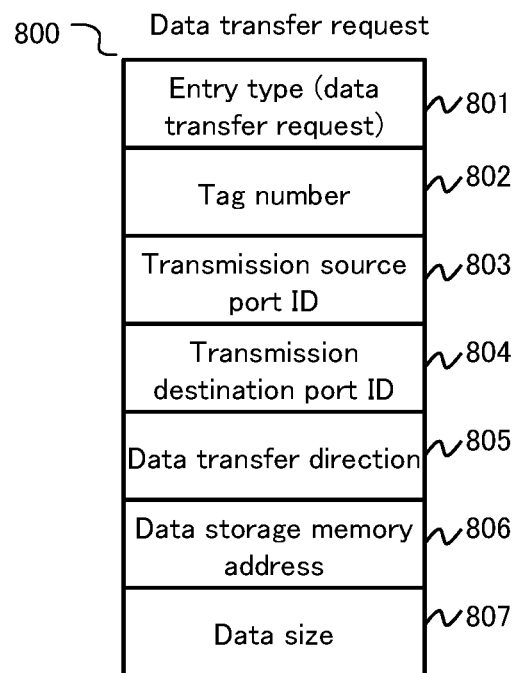 800
Data transfer request
Entry type (data
transfer request)
801
Tag number
802
Transmission source
port ID
803
Transmission
destination port ID
804
Data transfer direction
805
Data storage memory
address
806
Data size
807